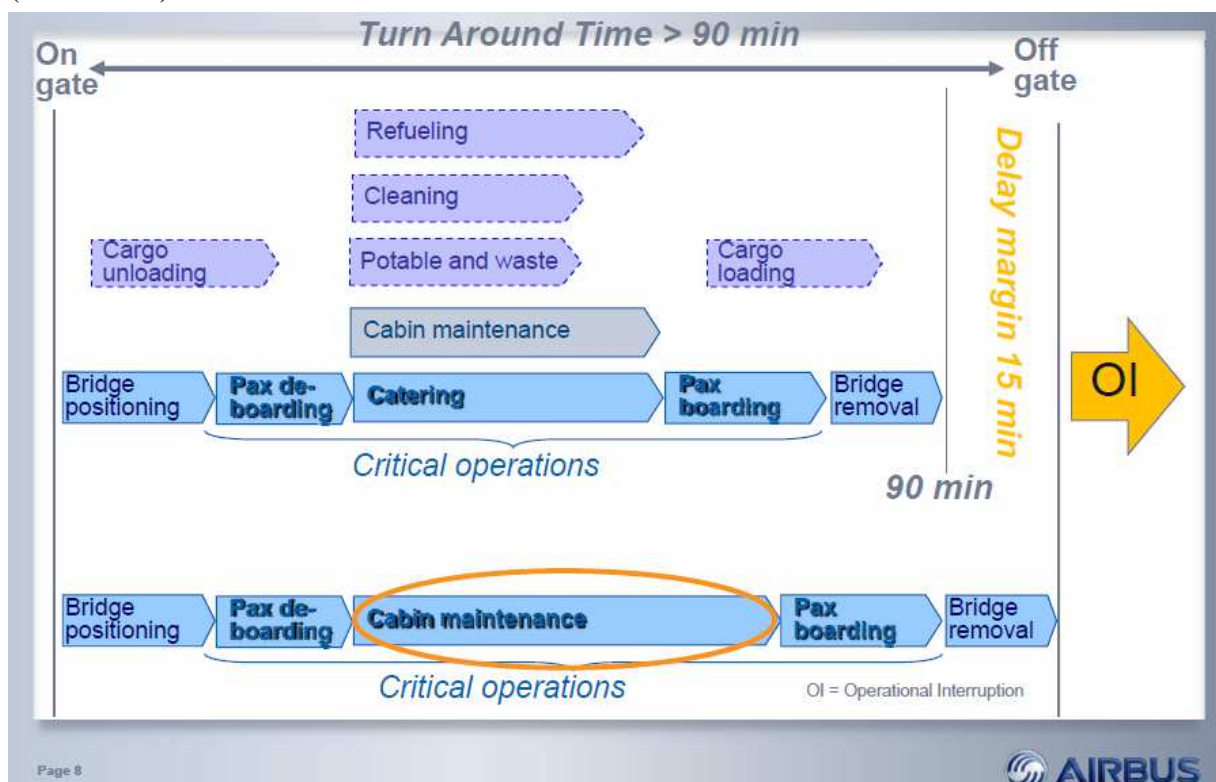 Turn Around Time > 90 min
On
gate
Off
gate
Refueling
Cleaning
Cargo
unloading
Potable and waste
Cargo
loading
Cabin maintenance
Bridge
positioning
Pax de-
boarding
Catering
Pax
boarding
Bridge
removal
Critical operations
90 min
Delay margin 15 min
OI
Bridge
positioning
Pax de-
boarding
Cabin maintenance
Pax
boarding
Bridge
removal
Critical operations
OI = Operational Interruption
Page 8
AIRBUS